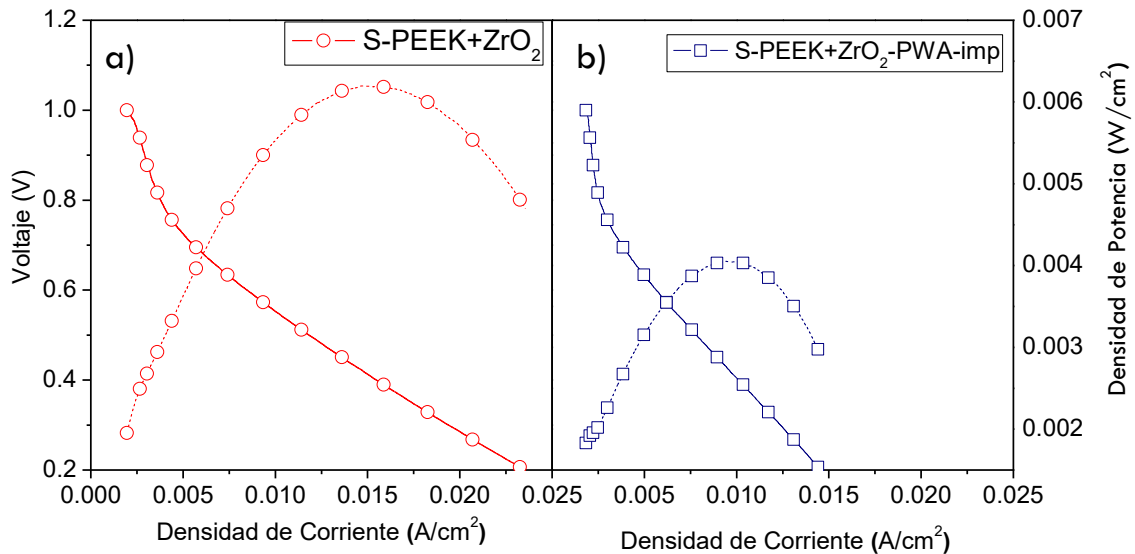 a)
S-PEEK+ZrO2
b)
S-PEEK+ZrO2-PWA-imp
Voltaje (V)
1.2
1.0
0.8
0.6
0.4
0.2
0.000 0.005 0.010 0.015 0.020 0.025 0.005 0.010 0.015 0.020 0.025
Densidad de Corriente (A/cm2)
Densidad de Corriente (A/cm2)
0.007
0.006
0.005
0.004
0.003
0.002
Densidad de Potencia (W/cm2)